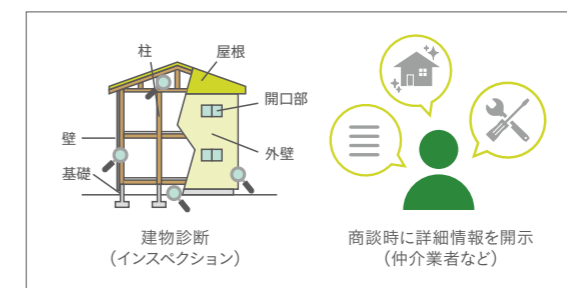 柱
屋根
開口部
壁
外壁
基礎
建物診断
（インスペクション）
商談時に詳細情報を開示
（仲介業者など）